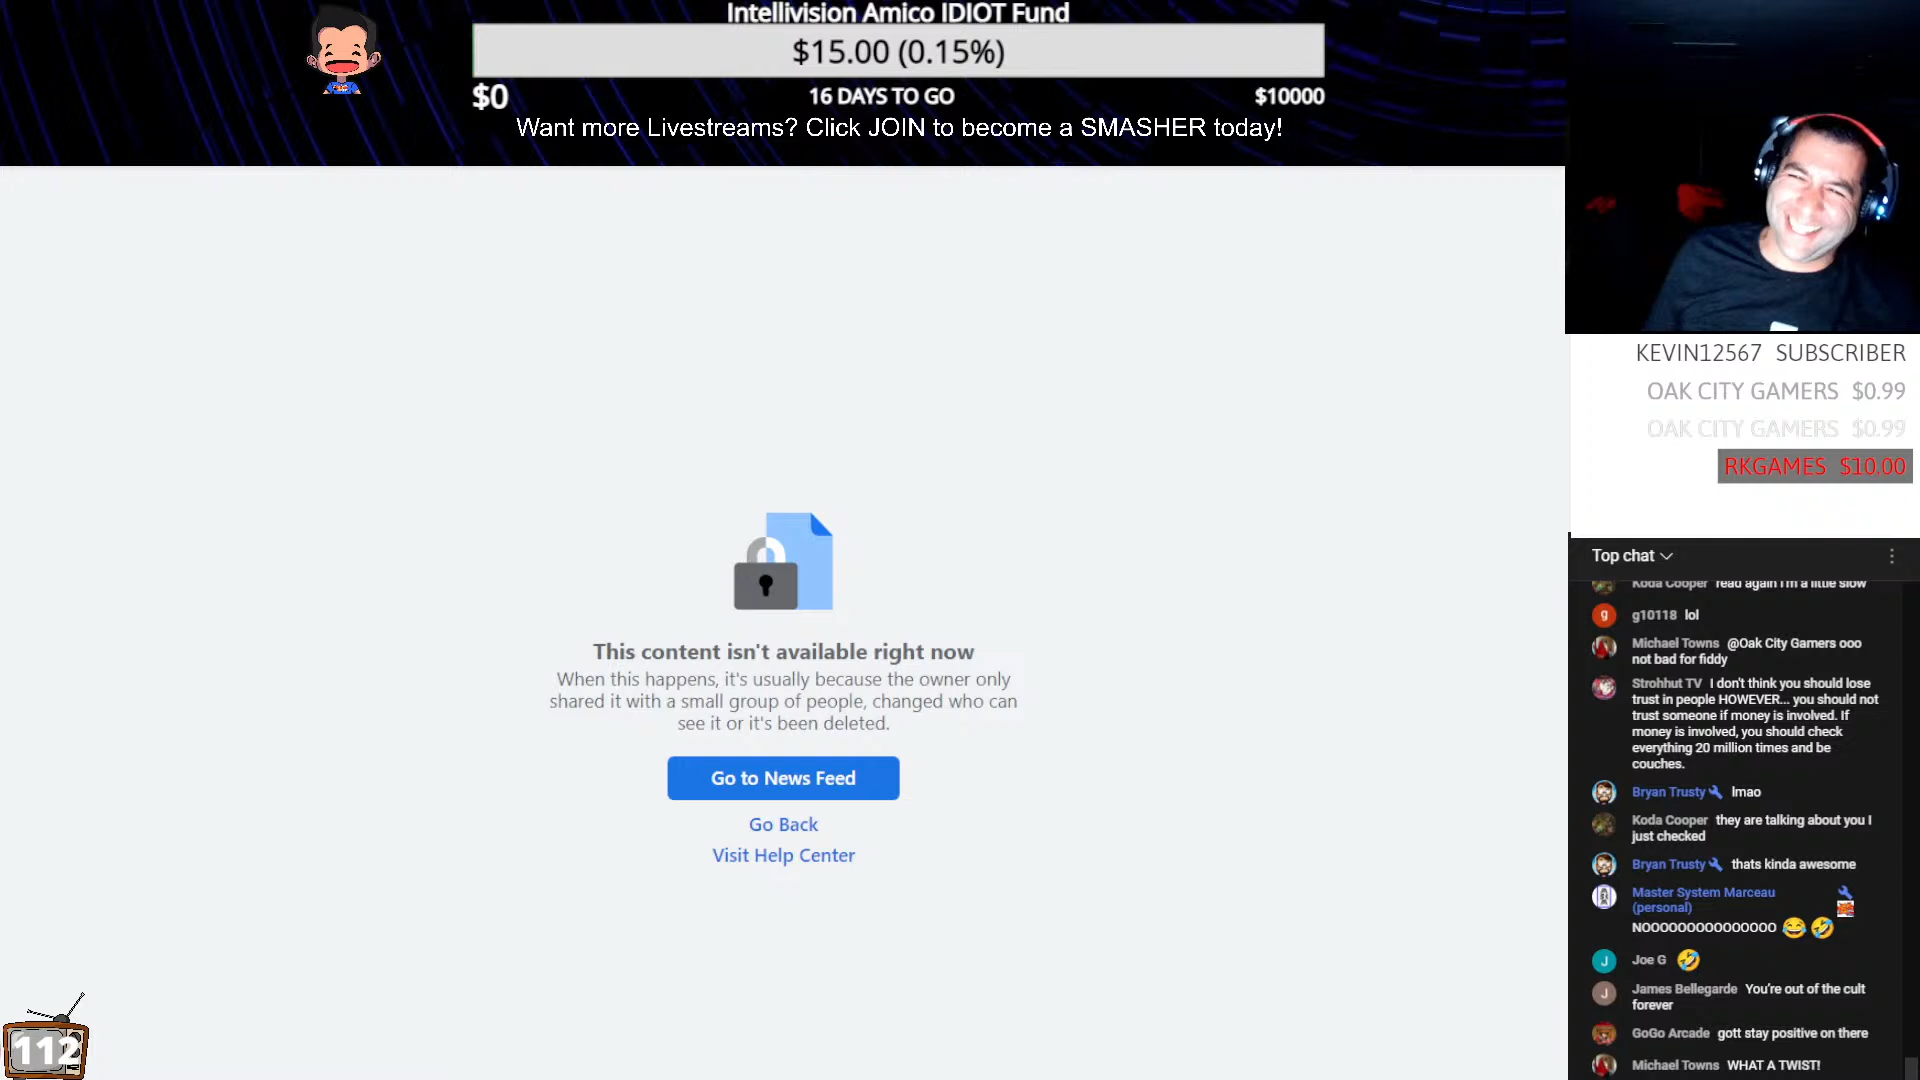 Intellivision Amico IDIOT Fund
$15.00 (0.15%)
$0
16 DAYS TO GO
$10000
Want more Livestreams? Click JOIN to become a SMASHER today!
This content isn't available right now
When this happens, it's usually because the owner only
shared it with a small group of people, changed who can
see it or it's been deleted.
Go to News Feed
Go Back
Visit Help Center
112
KEVIN12567 SUBSCRIBER
OAK CITY GAMERS $0.99
OAK CITY GAMERS $0.99
RKGAMES $10.00
Top chat
Koda Cooper read again I'm a little slow
g
g10118 lol
Michael Towns @Oak City Gamers ooo
not bad for fiddy
Strohhut TV I don't think you should lose
trust in people HOWEVER... you should not
trust someone if money is involved. If
money is involved, you should check
everything 20 million times and be
couches.
Bryan Trusty lmao
Koda Cooper they are talking about you I
just checked
Bryan Trusty thats kinda awesome
Master System Marceau
(personal)
NOOOOOOOOOOOOOOO 😂 🤣
J
Joe G 🤣
J
James Bellegarde You're out of the cult
forever
GoGo Arcade gott stay positive on there
Michael Towns WHAT A TWIST!